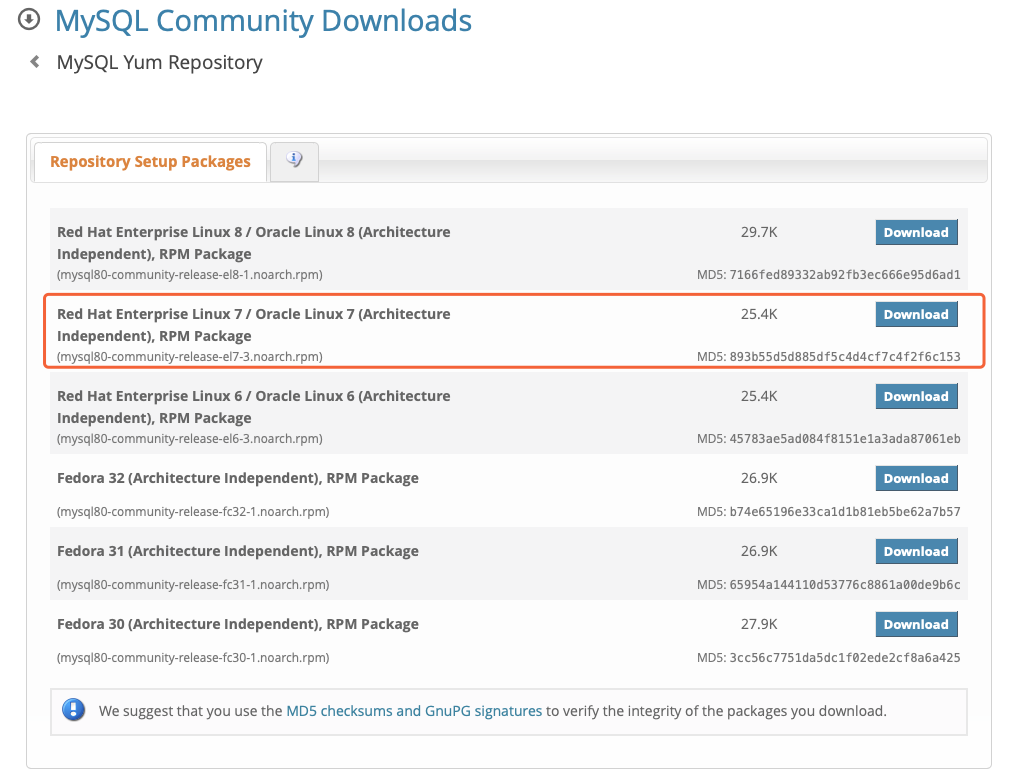 MySQL Community Downloads
MySQL Yum Repository
Repository Setup Packages
Red Hat Enterprise Linux 8 / Oracle Linux 8 (Architecture
Independent), RPM Package
29.7K
Download
(mysql80-community-release-el8-1.noarch.rpm)
MD5: 7166fed89332ab92fb3ec666e95d6ad1
Red Hat Enterprise Linux 7 / Oracle Linux 7 (Architecture
Independent), RPM Package
25.4K
Download
(mysql80-community-release-el7-3.noarch.rpm)
MD5: 893b55d5d885df5c4d4cf7c4f2f6c153
Red Hat Enterprise Linux 6 / Oracle Linux 6 (Architecture
Independent), RPM Package
25.4K
Download
(mysql80-community-release-el6-3.noarch.rpm)
MD5: 45783ae5ad084f8151e1a3ada87061eb
Fedora 32 (Architecture Independent), RPM Package
26.9K
Download
(mysql80-community-release-fc32-1.noarch.rpm)
MD5: b74e65196e33ca1d1b81eb5be62a7b57
Fedora 31 (Architecture Independent), RPM Package
26.9K
Download
(mysql80-community-release-fc31-1.noarch.rpm)
MD5: 65954a144110d53776c8861a00de9b6c
Fedora 30 (Architecture Independent), RPM Package
27.9K
Download
(mysql80-community-release-fc30-1.noarch.rpm)
MD5: 3cc56c7751da5dc1f02ede2cf8a6a425
We suggest that you use the MD5 checksums and GnuPG signatures to verify the integrity of the packages you download.